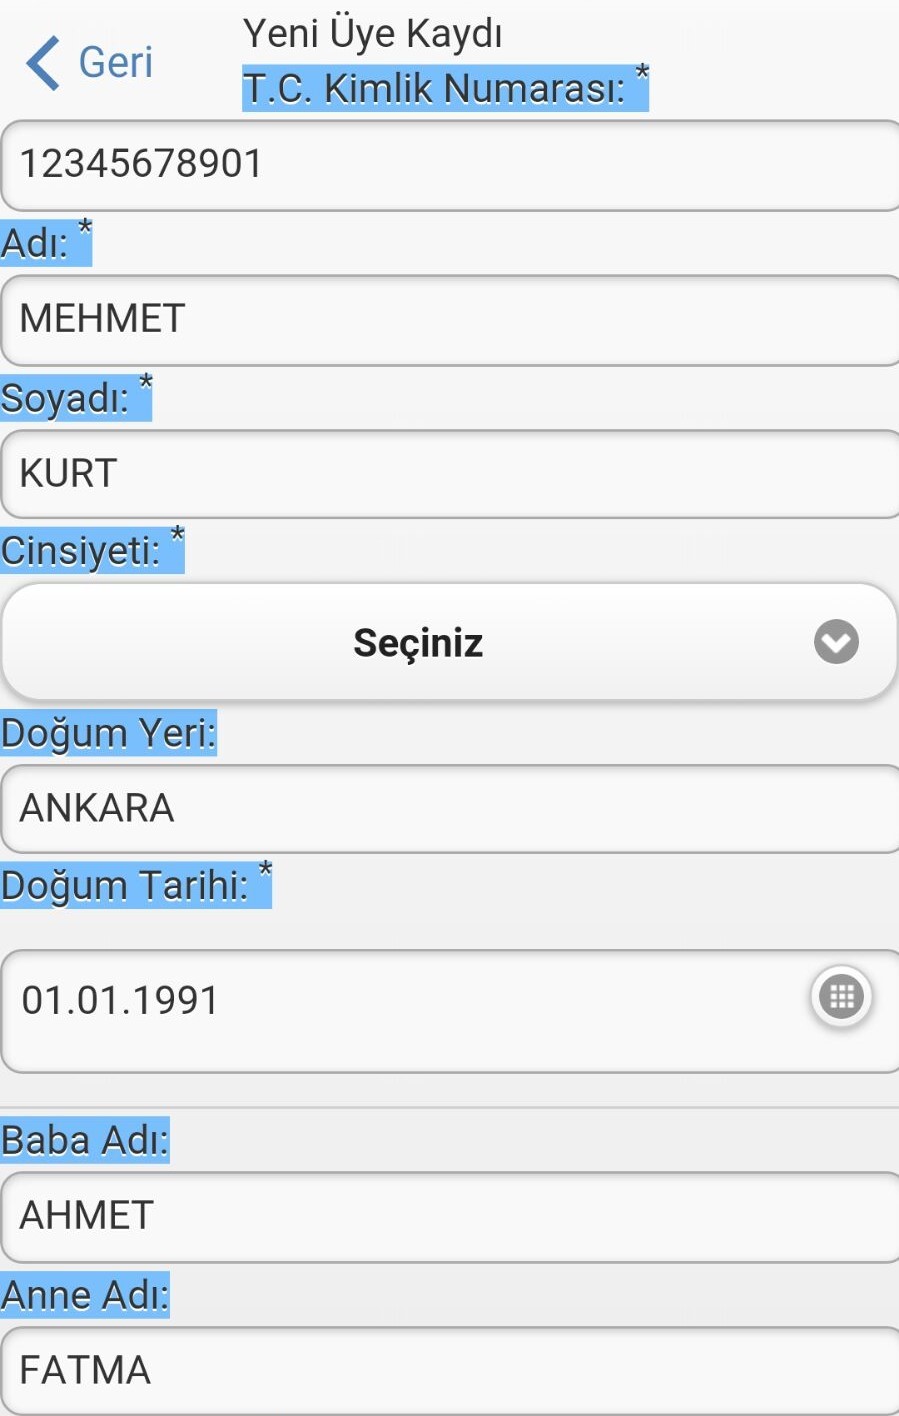 Yeni Üye Kaydı
Geri
T.C. Kimlik Numarası: *
12345678901
Adı: *
MEHMET
Soyadı: *
KURT
Cinsiyeti: *
Seçiniz
Doğum Yeri:
ANKARA
Doğum Tarihi: *
01.01.1991
Baba Adı:
AHMET
Anne Adı:
FATMA